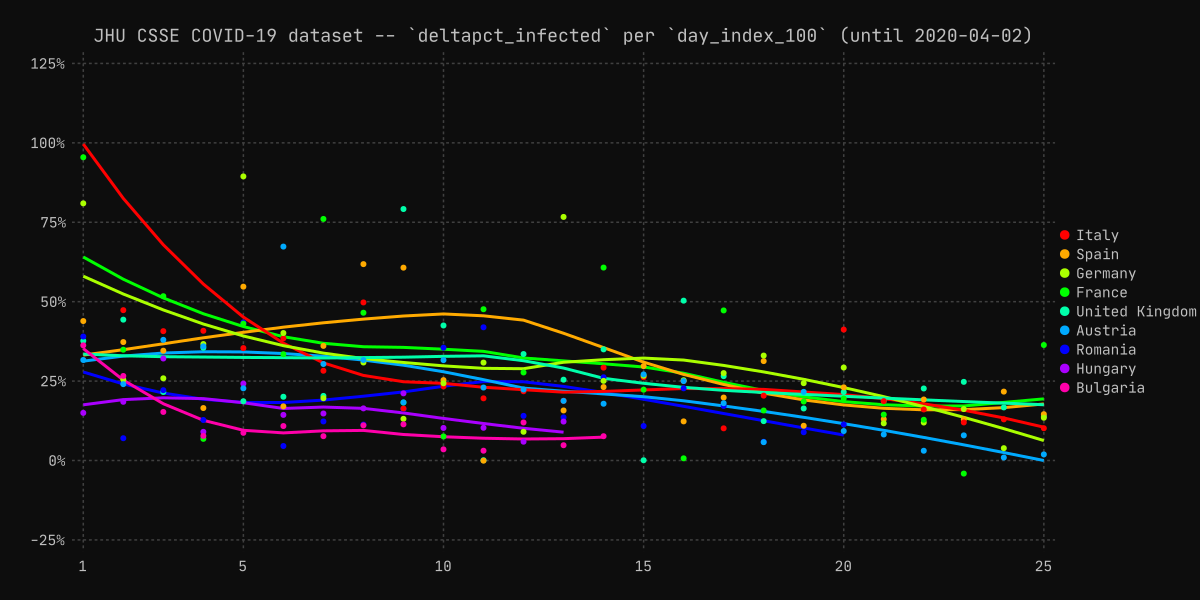 JHU CSSE COVID-19 dataset -- `deltapct_infected` per `day_index_100` (until 2020-04-02)
125%
100%
75%
50%
25%
0%
-25%
1 5 10 15 20 25
Italy
Spain
Germany
France
United Kingdom
Austria
Romania
Hungary
Bulgaria